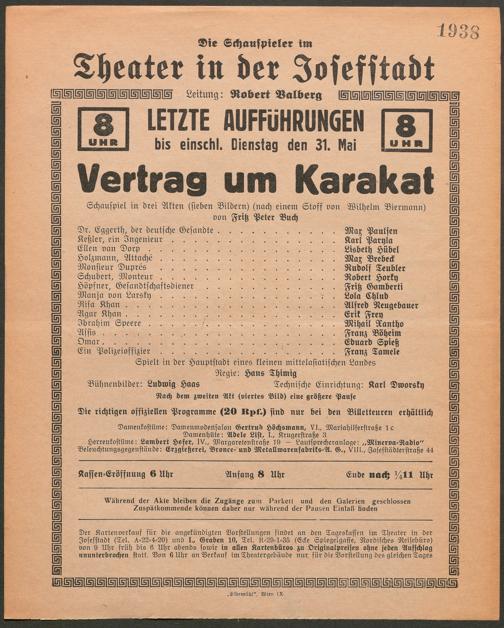 1938
Die Schauspieler im
Theater in der Josefstadt
Leitung: Robert Valberg
8 UHR
LETZTE AUFFÜHRUNGEN
8 UHR
bis einschl. Dienstag den 31. Mai
Vertrag um Karakat
Schauspiel in drei Akten (sieben Bildern) (nach einem Stoff von Wilhelm Biermann)
von Fritz Peter Buch
Dr. Eggerth, der deutsche Gesandte . . . Max Paulsen
Keßler, ein Ingenieur . . . Karl Paryla
Ellen van Dorp . . . Lisbeth Hübel
Holzmann, Attaché . . . Max Brebeck
Monsieur Duprés . . . Rudolf Teubler
Schubert, Monteur . . . Robert Horky
Höpfner, Gesandtschaftsdiener . . . Fritz Gamberti
Manja von Larsky . . . Lola Chlud
Risa Khan . . . Alfred Neugebauer
Agar Khan . . . Erik Frey
Ibrahim Speere . . . Mihail Xantho
Assis . . . Franz Böheim
Omar . . . Eduard Spieß
Ein Polizeioffizier . . . Franz Tamele
Spielt in der Hauptstadt eines kleinen mittelasiatischen Landes
Regie: Hans Thimig
Bühnenbilder: Ludwig Haas Technische Einrichtung: Karl Dworsky
Nach dem zweiten Akt (viertes Bild) eine größere Pause
Die richtigen offiziellen Programme (20 Rpf.) sind nur bei den Billetteuren erhältlich
Damenkostüme: Damenmodensalon Gertrud Höchsmann, VI., Mariahilferstraße 1c
Damenhüte: Adele List, I., Krugerstraße 3
Herrenkostüme: Lambert Hofer, IV., Margaretenstraße 19 — Lautsprecheranlage: „Minerva-Radio"
Beleuchtungsgegenstände: Erzgießerei, Bronce- und Metallwarenfabriks-A. G., VIII., Josefstädterstraße 44
Kassen-Eröffnung 6 Uhr Anfang 8 Uhr Ende nach ¼11 Uhr
Während der Akte bleiben die Zugänge zum Parkett und den Galerien geschlossen
Zuspätkommende können daher nur während der Pausen Einlaß finden
Der Kartenverkauf für die angekündigten Vorstellungen findet an den Tageskassen im Theater in der
Josefstadt (Tel. A-22-4-20) und I., Graben 10, Tel. R-29-1-35 (Ecke Spiegelgasse, Nordisches Reisebüro)
von 9 Uhr früh bis 6 Uhr abends sowie in allen Kartenbüros zu Originalpreisen ohne jeden Aufschlag
ununterbrochen statt. Von 6 Uhr an Verkauf im Theatergebäude nur für die Vorstellung des gleichen Tages
„Elbemühl", Wien IX.